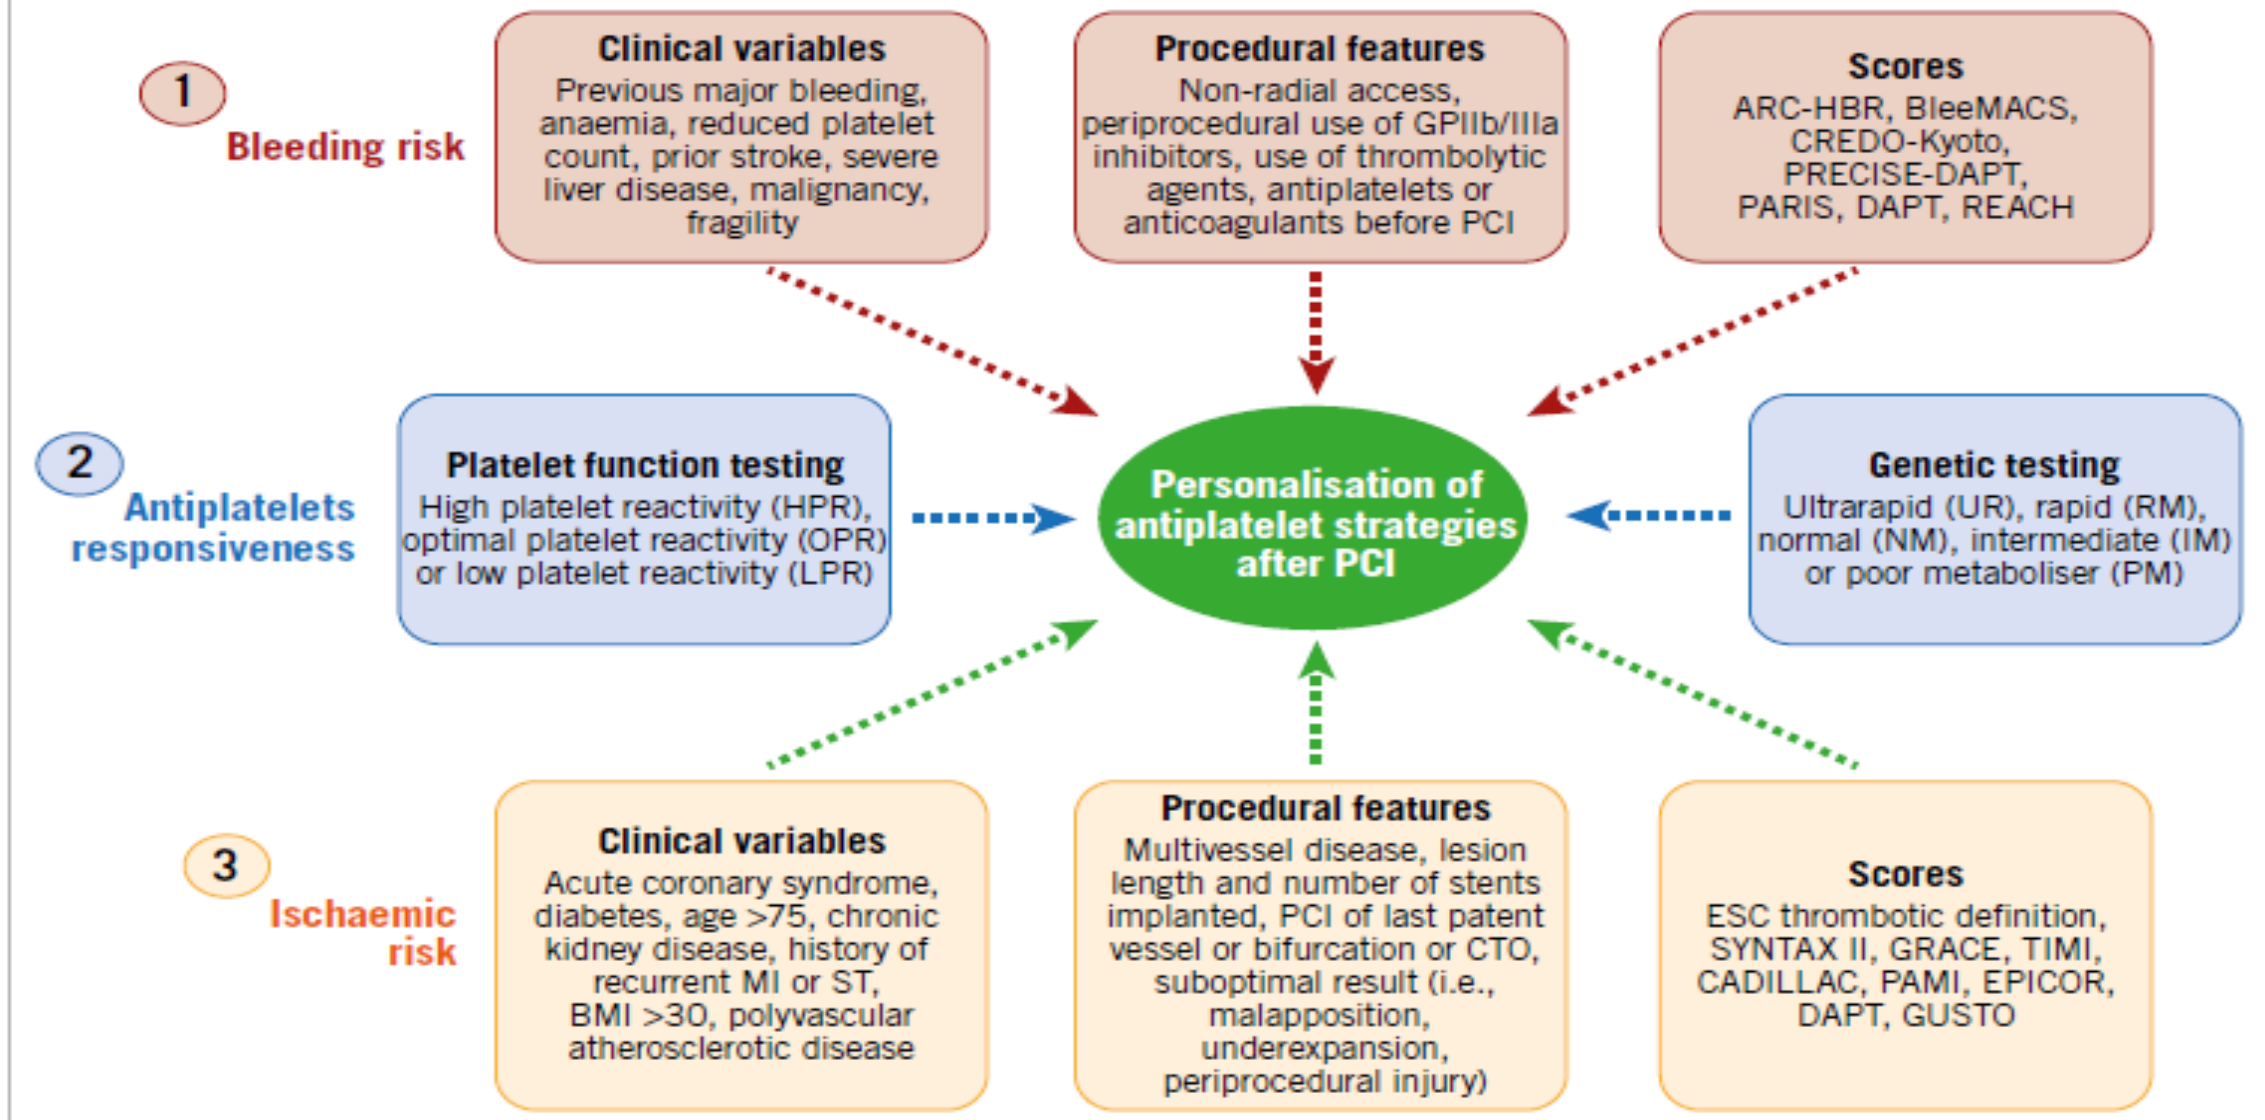 1
Bleeding risk
Clinical variables
Previous major bleeding,
anaemia, reduced platelet
count, prior stroke, severe
liver disease, malignancy,
fragility
Procedural features
Non-radial access,
periprocedural use of GPIIb/IIIa
inhibitors, use of thrombolytic
agents, antiplatelets or
anticoagulants before PCI
Scores
ARC-HBR, BleeMACS,
CREDO-Kyoto,
PRECISE-DAPT,
PARIS, DAPT, REACH
2
Antiplatelets
responsiveness
Platelet function testing
High platelet reactivity (HPR),
optimal platelet reactivity (OPR)
or low platelet reactivity (LPR)
Personalisation of
antiplatelet strategies
after PCI
Genetic testing
Ultrarapid (UR), rapid (RM),
normal (NM), intermediate (IM)
or poor metaboliser (PM)
3
Ischaemic
risk
Clinical variables
Acute coronary syndrome,
diabetes, age >75, chronic
kidney disease, history of
recurrent MI or ST,
BMI >30, polyvascular
atherosclerotic disease
Procedural features
Multivessel disease, lesion
length and number of stents
implanted, PCI of last patent
vessel or bifurcation or CTO,
suboptimal result (i.e.,
malapposition,
underexpansion,
periprocedural injury)
Scores
ESC thrombotic definition,
SYNTAX II, GRACE, TIMI,
CADILLAC, PAMI, EPICOR,
DAPT, GUSTO